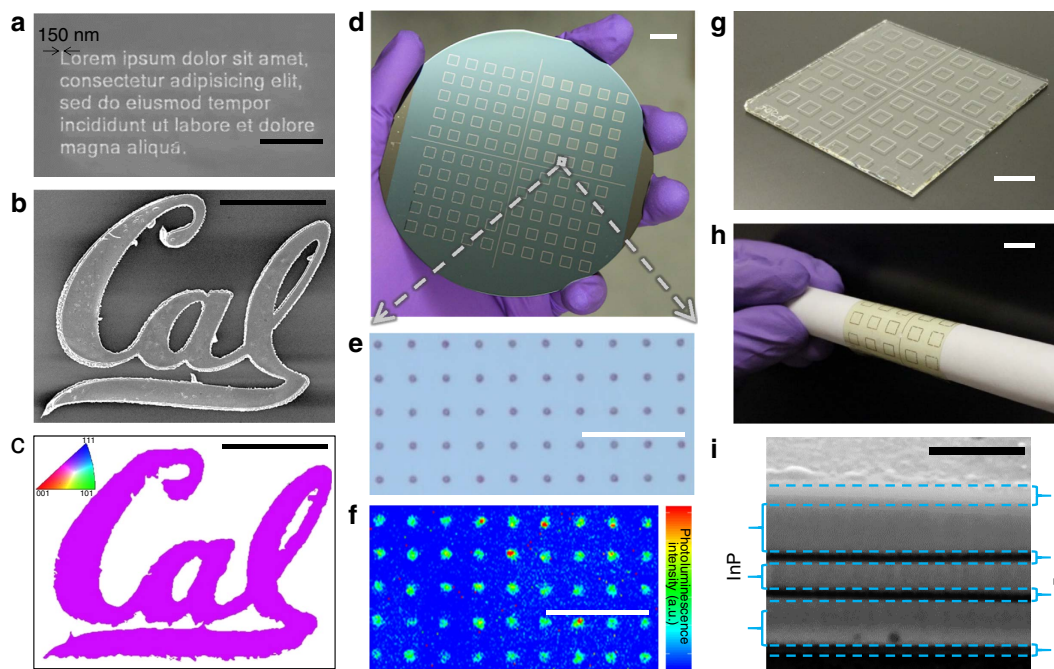 a
150 nm
Lorem ipsum dolor sit amet,
consectetur adipisicing elit,
sed do eiusmod tempor
incididunt ut labore et dolore
magna aliqua.
b
Cal
c
111
001
101
Cal
d
e
f
Photoluminescence
intensity (a.u.)
g
h
i
InP